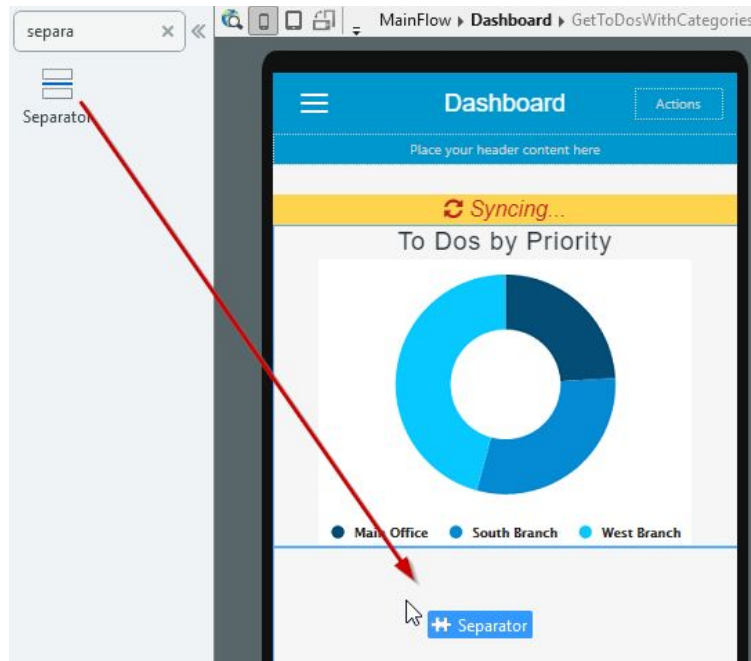 separa
MainFlow Dashboard GetToDosWithCategories
Separator
Dashboard
Actions
Place your header content here
Syncing...
To Dos by Priority
Main Office South Branch West Branch
Separator